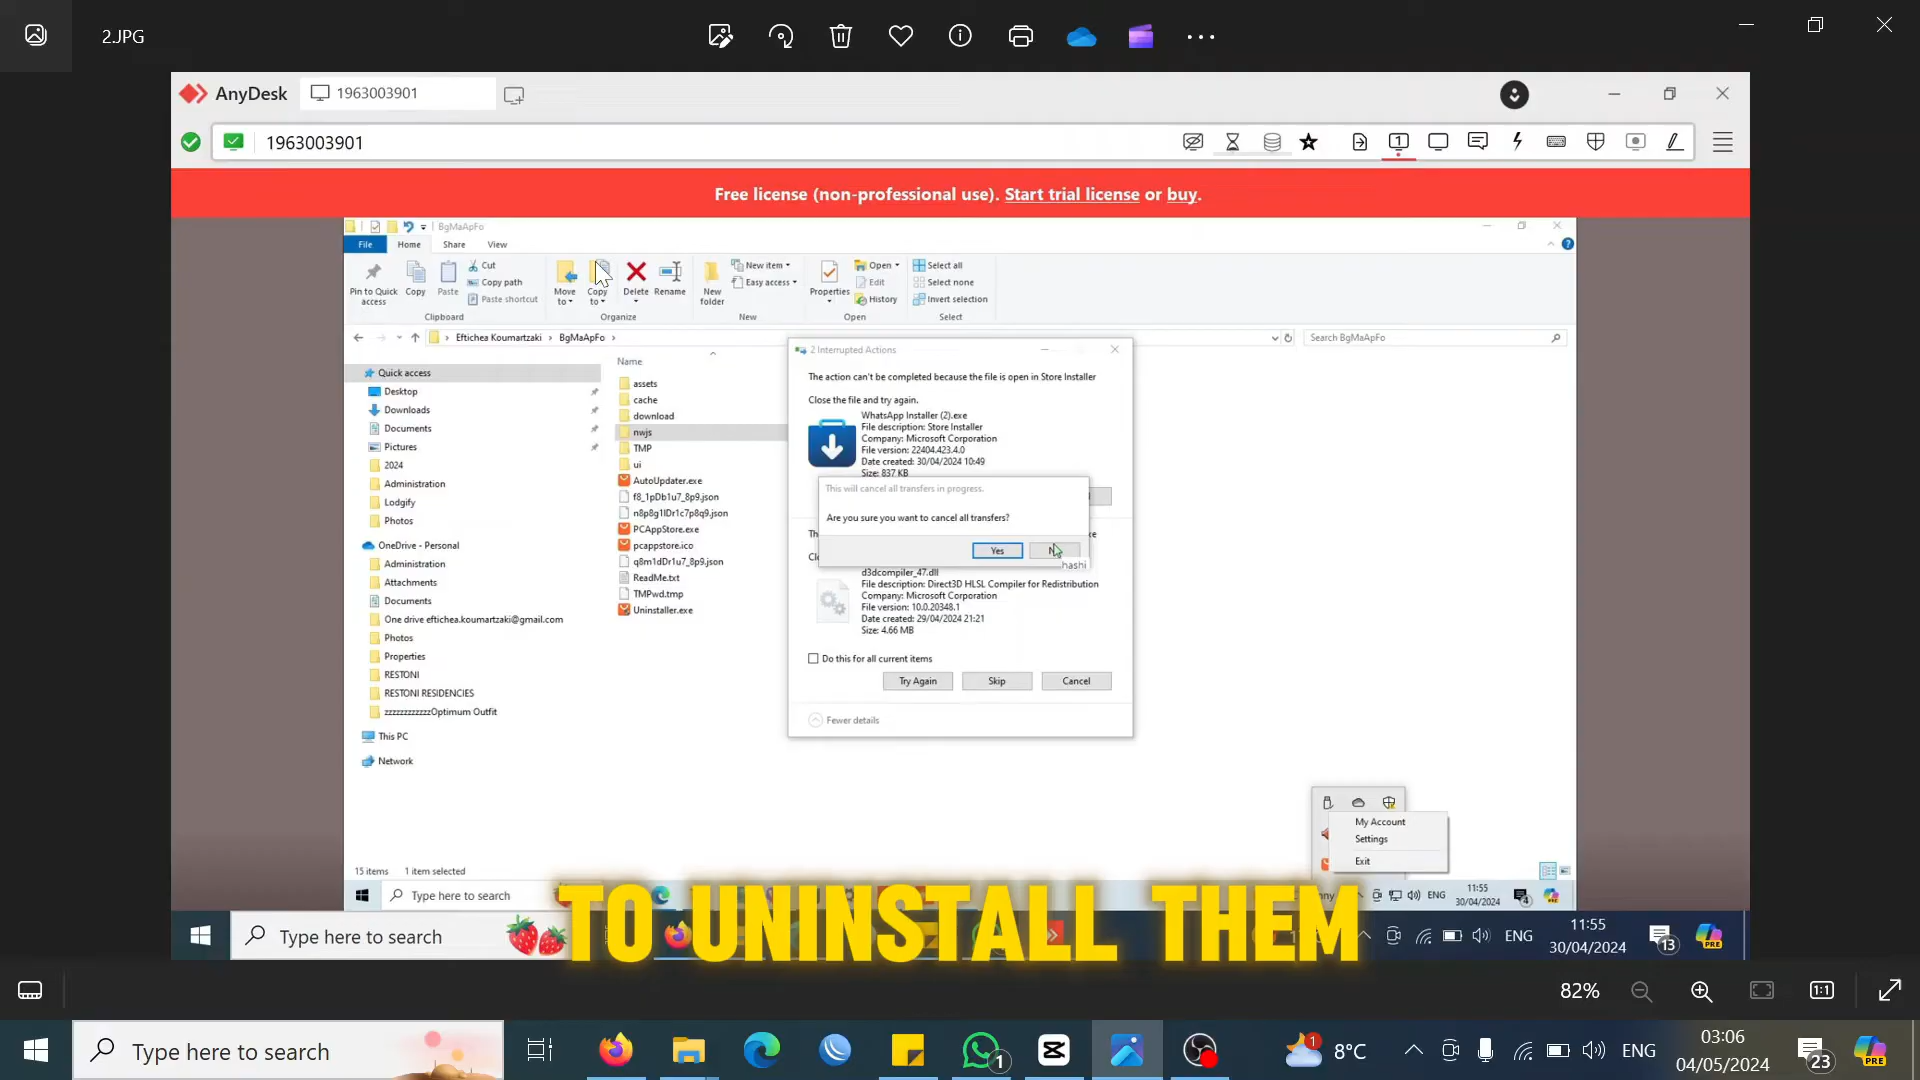 2.JPG
AnyDesk
1963003901
1963003901
Free license (non-professional use). Start trial license or buy.
BgMaApFo
File Home Share View
Pin to Quick access
Copy
Paste
Cut
Copy path
Paste shortcut
Clipboard
Move to
Copy to
Delete
Rename
Organize
New folder
New item
Easy access
New
Properties
Open
Edit
History
Open
Select all
Select none
Invert selection
Select
Eftichea Koumartzaki > BgMaApFo >
Search BgMaApFo
Quick access
Desktop
Downloads
Documents
Pictures
2024
Administration
Lodgify
Photos
OneDrive - Personal
Administration
Attachments
Documents
One drive eftichea.koumartzaki@gmail.com
Photos
Properties
RESTONI
RESTONI RESIDENCIES
zzzzzzzzzzzzOptimum Outfit
This PC
Network
Name
assets
cache
download
nwjs
TMP
ui
AutoUpdater.exe
f8_1pDb1u7_8p9.json
n8p8g1lDr1c7p8q9.json
PCAppStore.exe
pcappstore.ico
q8m1dDr1u7_8p9.json
ReadMe.txt
TMPwd.tmp
Uninstaller.exe
2 Interrupted Actions
The action can't be completed because the file is open in Store Installer
Close the file and try again.
WhatsApp Installer (2).exe
File description: Store Installer
Company: Microsoft Corporation
File version: 22404.423.4.0
Date created: 30/04/2024 10:49
Size: 837 KB
This will cancel all transfers in progress.
Are you sure you want to cancel all transfers?
Yes
hashi
d3dcompiler_47.dll
File description: Direct3D HLSL Compiler for Redistribution
Company: Microsoft Corporation
File version: 10.0.20348.1
Date created: 29/04/2024 21:21
Size: 4.66 MB
Do this for all current items
Try Again Skip Cancel
Fewer details
My Account
Settings
Exit
15 items 1 item selected
Type here to search
ENG
11:55
30/04/2024
4
TO UNINSTALL THEM
Type here to search
ENG
11:55
30/04/2024
13
PRE
82%
1:1
Type here to search
1
1
8°C
ENG
03:06
04/05/2024
23
PRE